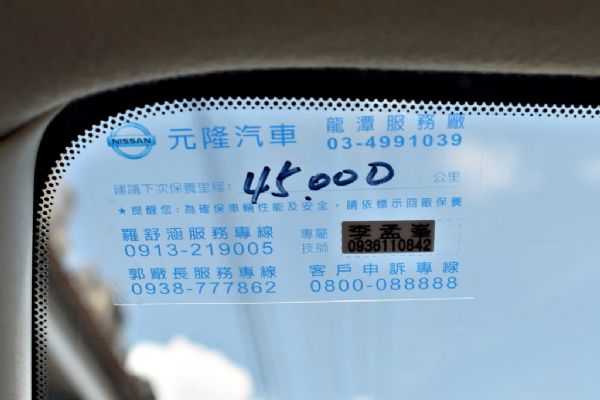 NISSAN 元隆汽車 龍潭服務廠
03-4991039
建議下次保養里程: 45.000 公里
★提醒您:為確保車輛性能及安全，請依標示回廠保養
羅舒涵服務專線 專屬技師 李孟峯
0913-219005 0936110842
郭廠長服務專線 客戶申訴專線
0938-777862 0800-088888